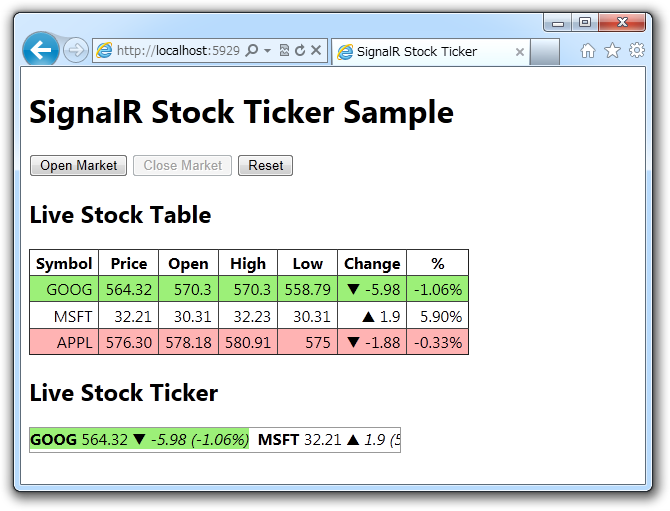 http://localhost:5929
SignalR Stock Ticker
SignalR Stock Ticker Sample
Open Market Close Market Reset
Live Stock Table
Symbol Price Open High Low Change %
GOOG 564.32 570.3 570.3 558.79 ▼ -5.98 -1.06%
MSFT 32.21 30.31 32.23 30.31 ▲ 1.9 5.90%
APPL 576.30 578.18 580.91 575 ▼ -1.88 -0.33%
Live Stock Ticker
GOOG 564.32 ▼ -5.98 (-1.06%) MSFT 32.21 ▲ 1.9 (5